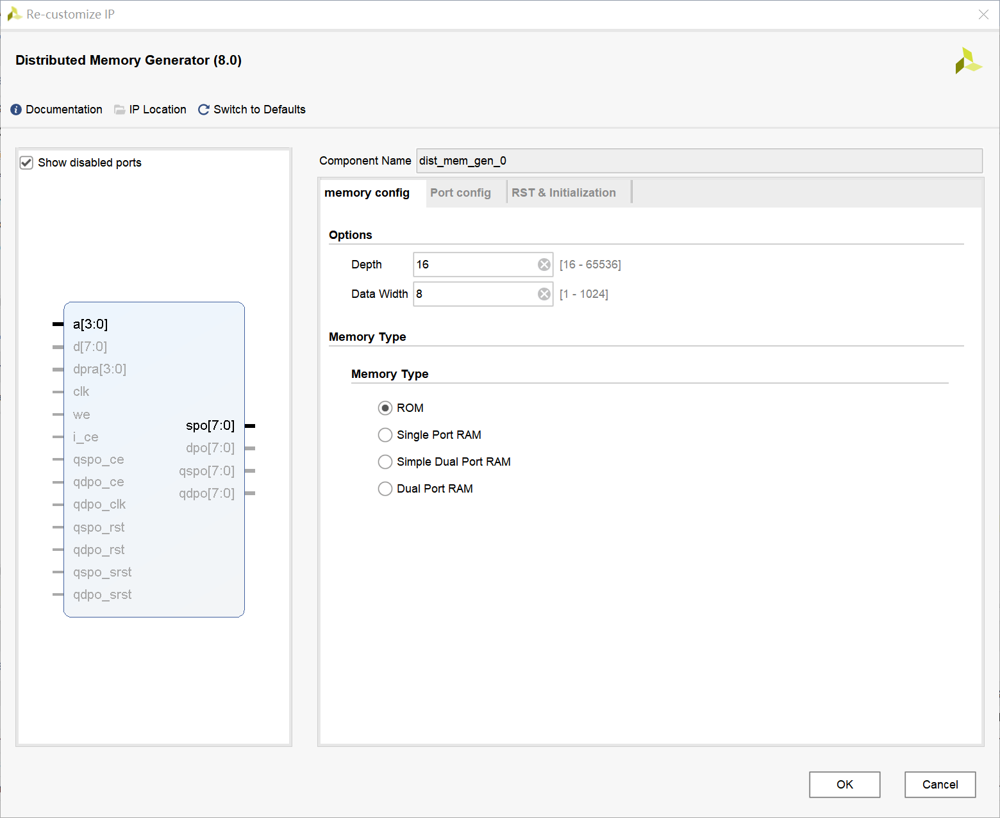 Re-customize IP
Distributed Memory Generator (8.0)
Documentation IP Location Switch to Defaults
Show disabled ports
a[3:0]
d[7:0]
dpra[3:0]
clk
we
i_ce
qspo_ce
qdpo_ce
qdpo_clk
qspo_rst
qdpo_rst
qspo_srst
qdpo_srst
spo[7:0]
dpo[7:0]
qspo[7:0]
qdpo[7:0]
Component Name dist_mem_gen_0
memory config Port config RST & Initialization
Options
Depth 16 [16 - 65536]
Data Width 8 [1 - 1024]
Memory Type
Memory Type
ROM
Single Port RAM
Simple Dual Port RAM
Dual Port RAM
OK Cancel